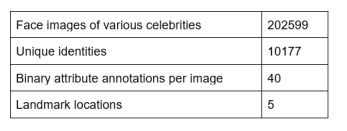 Face images of various celebrities 202599
Unique identities 10177
Binary attribute annotations per image 40
Landmark locations 5